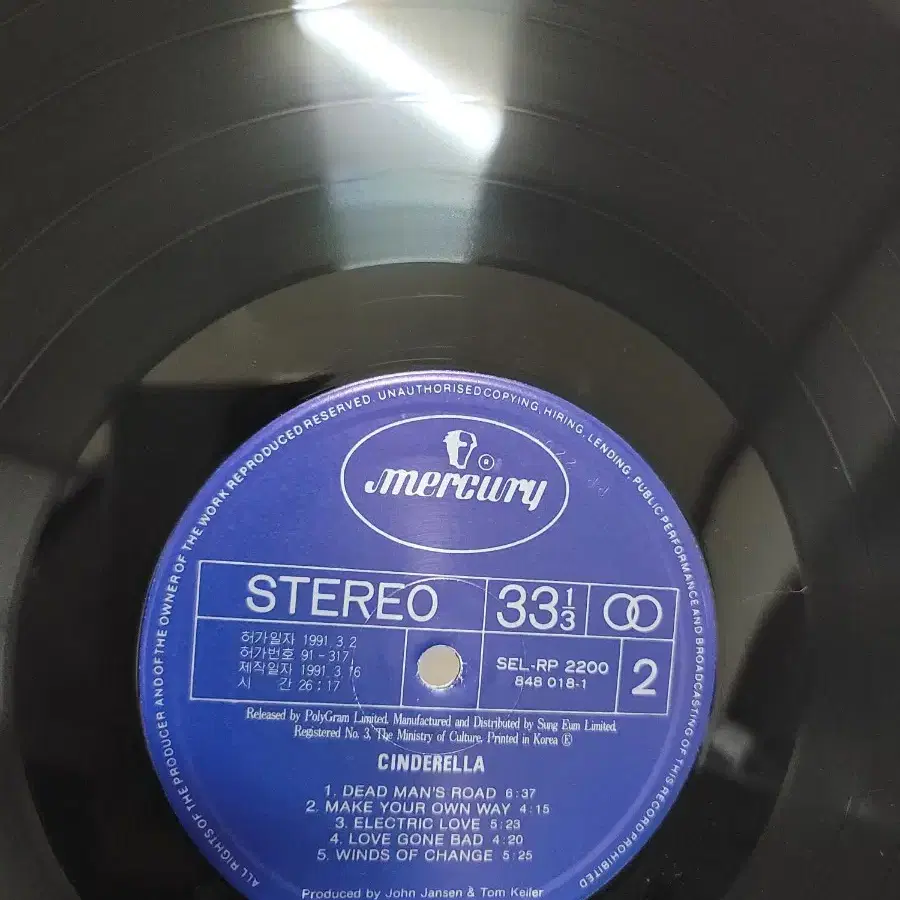 ALL RIGHTS OF THE PRODUCER AND OF THE OWNER OF THE WORK REPRODUCED RESERVED. UNAUTHORISED COPYING, HIRING, LENDING, PUBLIC PERFORMANCE AND BROADCASTING OF THIS RECORD PROHIBITED
mercury ®
STEREO 33⅓
허가일자 1991. 3. 2
허가번호 91-317
제작일자 1991. 3. 16
시 간 26:17
SEL-RP 2200
848 018-1
2
Released by PolyGram Limited. Manufactured and Distributed by Sung Eum Limited.
Registered No. 3, The Ministry of Culture. Printed in Korea Ⓔ
CINDERELLA
1. DEAD MAN'S ROAD 6:37
2. MAKE YOUR OWN WAY 4:15
3. ELECTRIC LOVE 5:23
4. LOVE GONE BAD 4:20
5. WINDS OF CHANGE 5:25
Produced by John Jansen & Tom Keifer